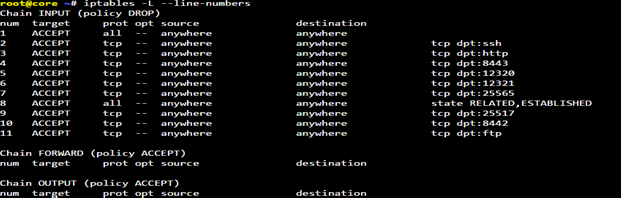 root@core ~# iptables -L --line-numbers
Chain INPUT (policy DROP)
num target prot opt source destination
1 ACCEPT all -- anywhere anywhere
2 ACCEPT tcp -- anywhere anywhere tcp dpt:ssh
3 ACCEPT tcp -- anywhere anywhere tcp dpt:http
4 ACCEPT tcp -- anywhere anywhere tcp dpt:8443
5 ACCEPT tcp -- anywhere anywhere tcp dpt:12320
6 ACCEPT tcp -- anywhere anywhere tcp dpt:12321
7 ACCEPT tcp -- anywhere anywhere tcp dpt:25565
8 ACCEPT all -- anywhere anywhere state RELATED,ESTABLISHED
9 ACCEPT tcp -- anywhere anywhere tcp dpt:25517
10 ACCEPT tcp -- anywhere anywhere tcp dpt:8442
11 ACCEPT tcp -- anywhere anywhere tcp dpt:ftp
Chain FORWARD (policy ACCEPT)
num target prot opt source destination
Chain OUTPUT (policy ACCEPT)
num target prot opt source destination